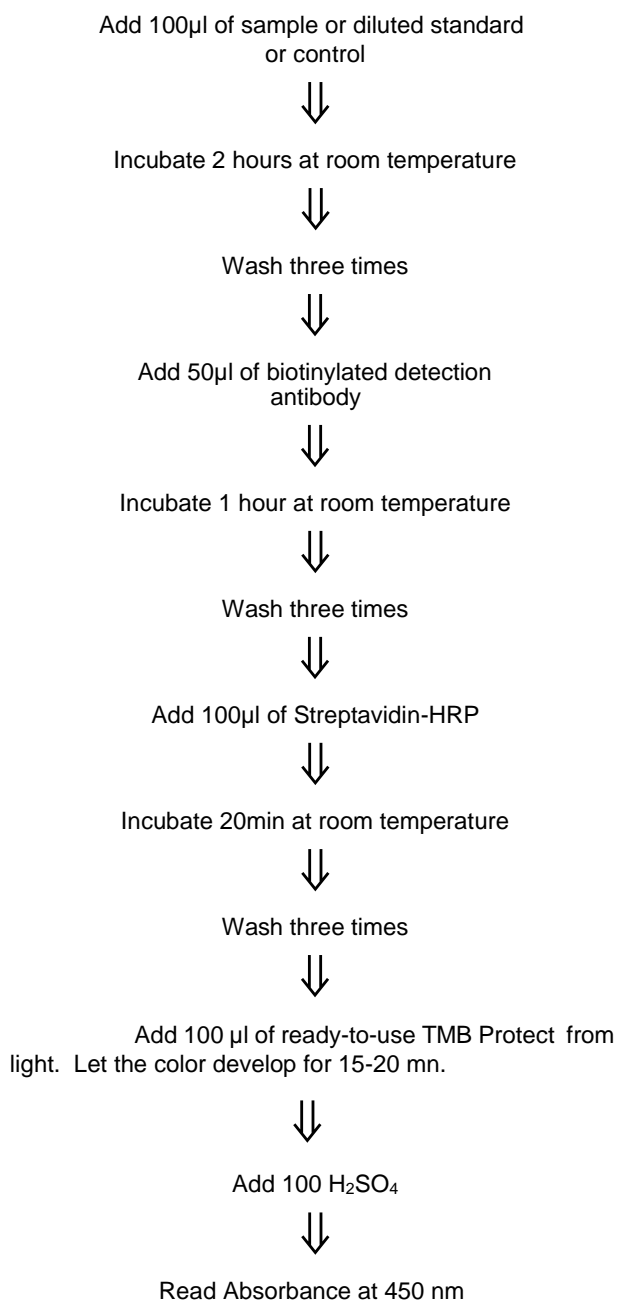 Add 100µl of sample or diluted standard
or control
⇓
Incubate 2 hours at room temperature
⇓
Wash three times
⇓
Add 50µl of biotinylated detection
antibody
⇓
Incubate 1 hour at room temperature
⇓
Wash three times
⇓
Add 100µl of Streptavidin-HRP
⇓
Incubate 20min at room temperature
⇓
Wash three times
⇓
Add 100 µl of ready-to-use TMB Protect from
light. Let the color develop for 15-20 mn.
⇓
Add 100 H₂SO₄
⇓
Read Absorbance at 450 nm